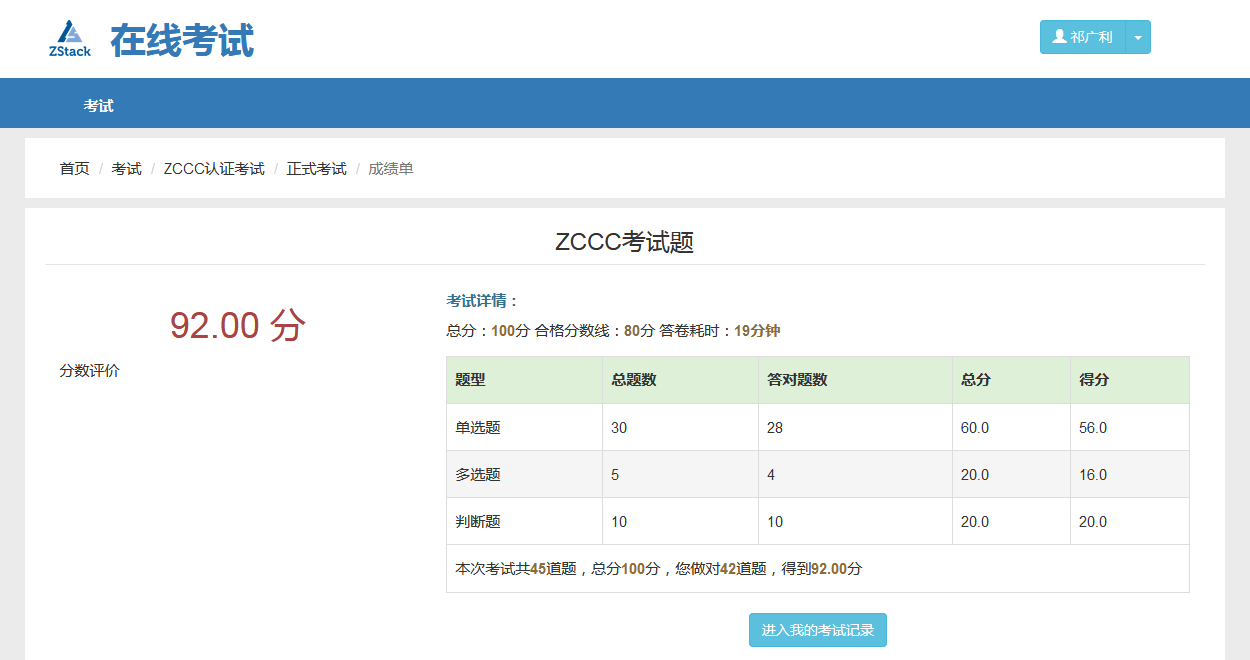 ZStack 在线考试
祁广利
考试
首页 / 考试 / ZCCC认证考试 / 正式考试 / 成绩单
ZCCC考试题
92.00 分
分数评价
考试详情：
总分：100分 合格分数线：80分 答卷耗时：19分钟
题型 总题数 答对题数 总分 得分
单选题 30 28 60.0 56.0
多选题 5 4 20.0 16.0
判断题 10 10 20.0 20.0
本次考试共45道题，总分100分，您做对42道题，得到92.00分
进入我的考试记录